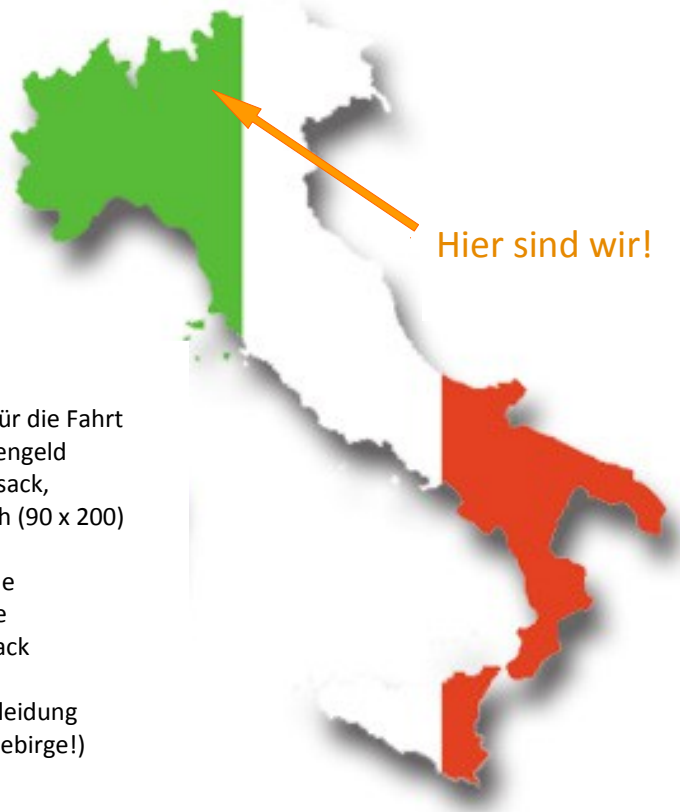 Hier sind wir!
ür die Fahrt
engeld
sack,
h (90 x 200)
e
e
ack
leidung
ebirge!)